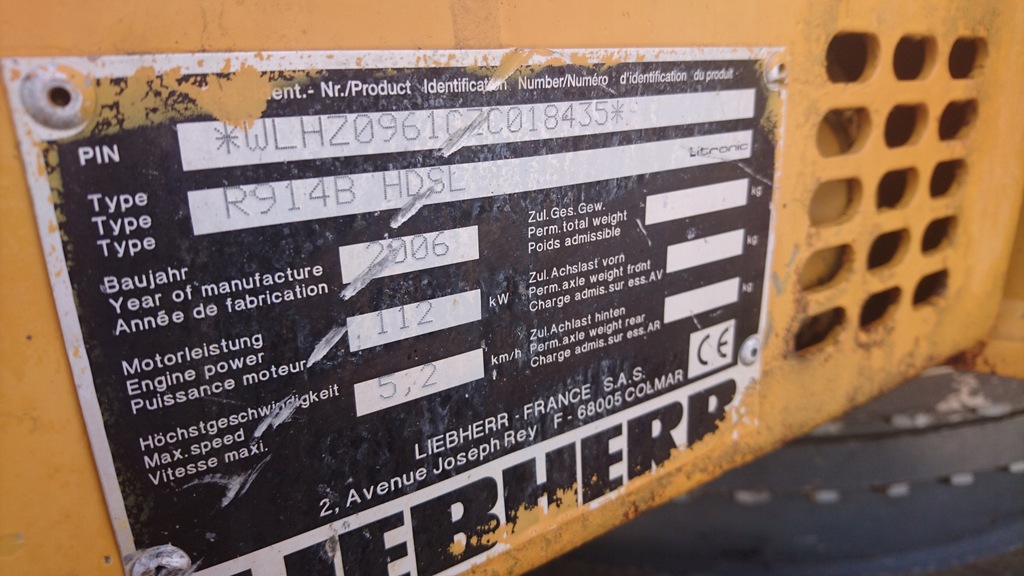 ent.- Nr./Product Identification Number/Numéro d'identification du produit
PIN *WLHZ0961CZC018435*
titronic
Type R914B HDSL
Type
Type
Baujahr
Year of manufacture 2006
Année de fabrication
Motorleistung
Engine power 112 kW
Puissance moteur
Höchstgeschwindigkeit
Max.speed 5,2 km/h
Vitesse maxi.
Zul.Ges.Gew.
Perm.total weight kg
Poids admissible
Zul.Achslast vorn
Perm.axle weight front kg
Charge admis.sur ess.AV
Zul.Achslast hinten
Perm.axle weight rear kg
Charge admis.sur ess.AR
CE
LIEBHERR-FRANCE S.A.S.
2, Avenue Joseph Rey F-68005 COLMAR
LIEBHERR